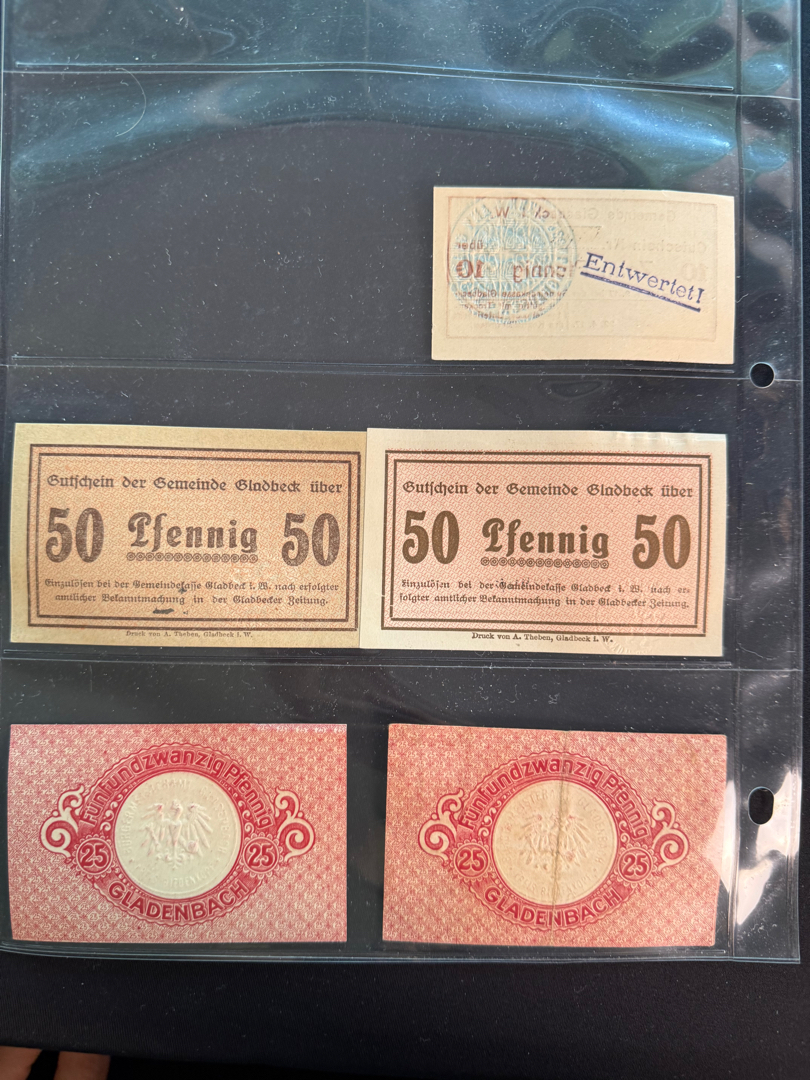 Entwertet!
Gutschein der Gemeinde Gladbeck über
50 Pfennig 50
Einzulösen bei der Gemeindekasse Gladbeck i. W. nach erfolgter
amtlicher Bekanntmachung in der Gladbecker Zeitung.
Druck von A. Theben, Gladbeck i. W.
Gutschein der Gemeinde Gladbeck über
50 Pfennig 50
Einzulösen bei der Gemeindekasse Gladbeck i. W. nach er-
folgter amtlicher Bekanntmachung in der Gladbecker Zeitung.
Druck von A. Theben, Gladbeck i. W.
Fünfundzwanzig Pfennig
25 25
GLADENBACH
Fünfundzwanzig Pfennig
25 25
GLADENBACH